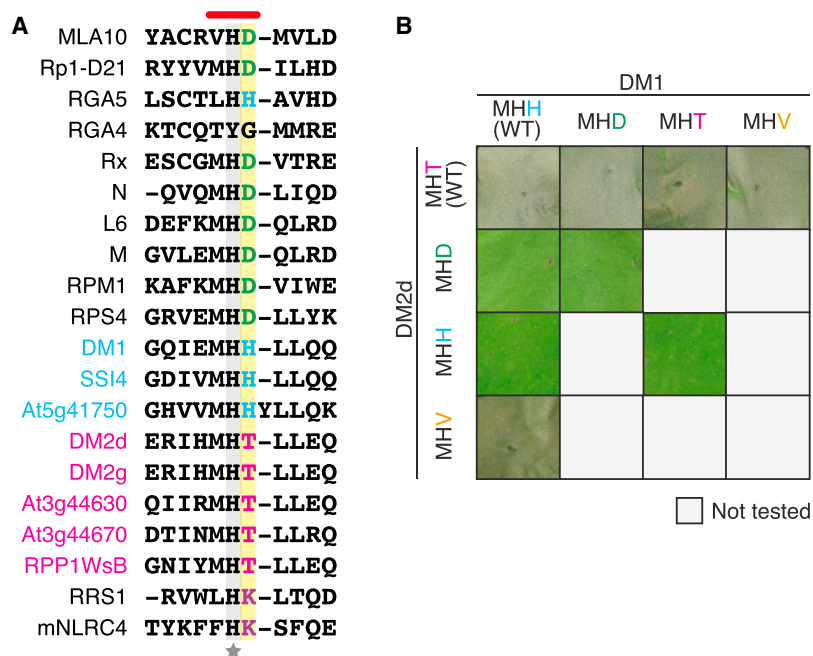 A
MLA10 YACRVHD-MVLD
Rp1-D21 RYYVMHD-ILHD
RGA5 LSCTLHH-AVHD
RGA4 KTCQTYG-MMRE
Rx ESCGMHD-VTRE
N -QVQMHD-LIQD
L6 DEFKMHD-QLRD
M GVLEMHD-QLRD
RPM1 KAFKMHD-VIWE
RPS4 GRVEMHD-LLYK
DM1 GQIEMHH-LLQQ
SSI4 GDIVMHH-LLQQ
At5g41750 GHVVMHHYLLQK
DM2d ERIHMHT-LLEQ
DM2g ERIHMHT-LLEQ
At3g44630 QIIRMHT-LLEQ
At3g44670 DTINMHT-LLRQ
RPP1WsB GNIYMHT-LLEQ
RRS1 -RVWLHK-LTQD
mNLRC4 TYKFFHK-SFQE
B
DM1
MHH
(WT)
MHD
MHT
MHV
DM2d
MHT
(WT)
MHD
MHH
MHV
Not tested